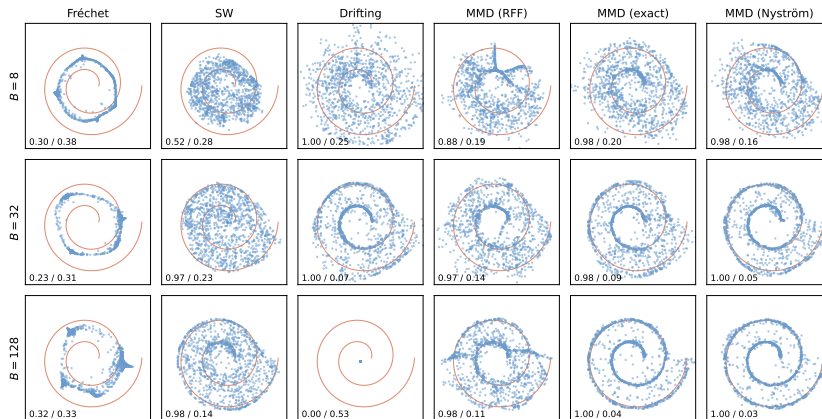 Fréchet SW Drifting MMD (RFF) MMD (exact) MMD (Nyström)
B = 8
0.30 / 0.38 0.52 / 0.28 1.00 / 0.25 0.88 / 0.19 0.98 / 0.20 0.98 / 0.16
B = 32
0.23 / 0.31 0.97 / 0.23 1.00 / 0.07 0.97 / 0.14 0.98 / 0.09 1.00 / 0.05
B = 128
0.32 / 0.33 0.98 / 0.14 0.00 / 0.53 0.98 / 0.11 1.00 / 0.04 1.00 / 0.03